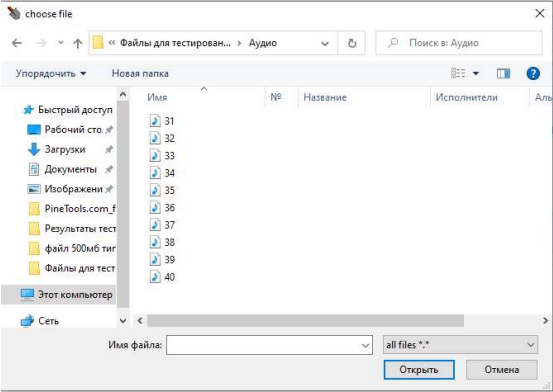 choose file
« Файлы для тестирован... > Аудио
Поиск в: Аудио
Упорядочить
Новая папка
Имя № Название Исполнители Аль
Быстрый доступ
Рабочий сто.
Загрузки
Документы
Изображени
PineTools.com_f
Результаты тест
файл 500мб тип
Файлы для тест
Этот компьютер
Сеть
31
32
33
34
35
36
37
38
39
40
Имя файла:
all files *.*
Открыть
Отмена